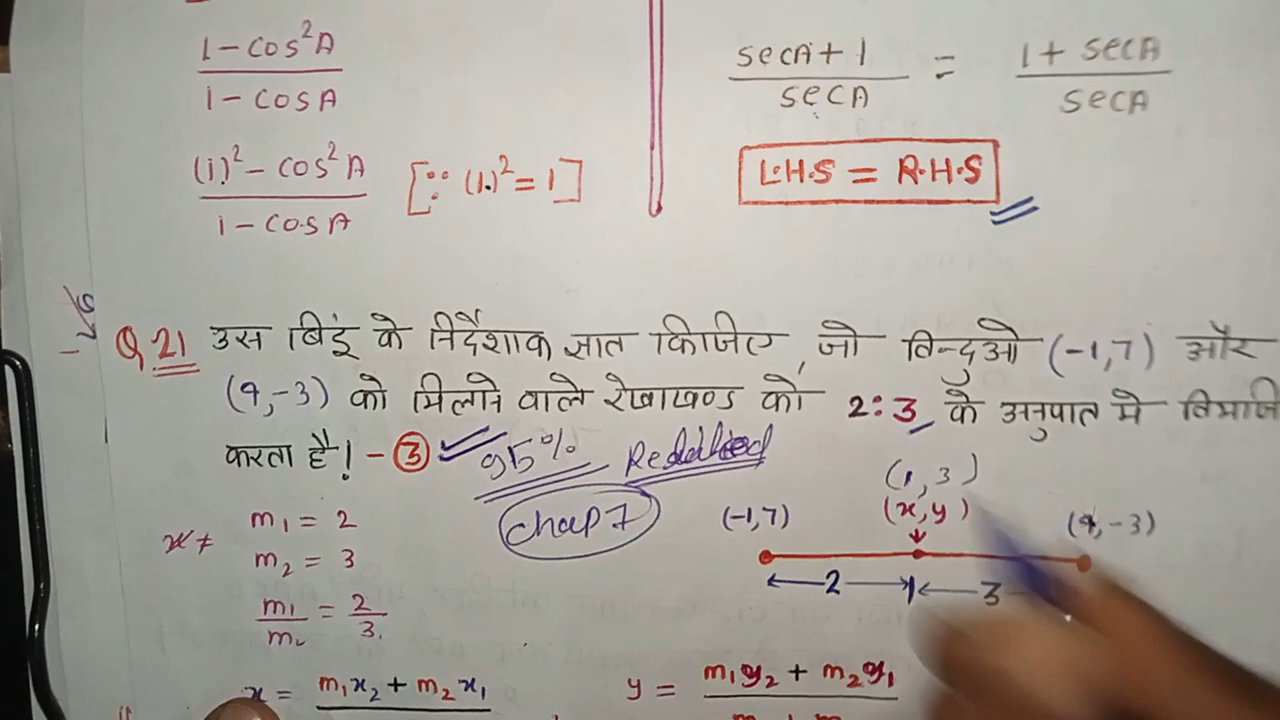 1 - cos²A / 1 - cosA
(1)² - cos²A / 1 - cosA [∵ (1)² = 1]
secA + 1 / secA = 1 + secA / secA
L.H.S = R.H.S
Q.21 उस बिंदु के निर्देशाक ज्ञात किजिए, जो विन्दुओ (-1,7) और
(4,-3) को मिलाने वाले रेखाखण्ड को 2:3 के अनुपात मे विभाजि
करता है! - ③ 95%
Chap 7
(1,3)
(-1,7) (x,y) (4,-3)
2 3
m₁ = 2
m₂ = 3
m₁/m₂ = 2/3
x = m₁x₂ + m₂x₁
y = m₁y₂ + m₂y₁